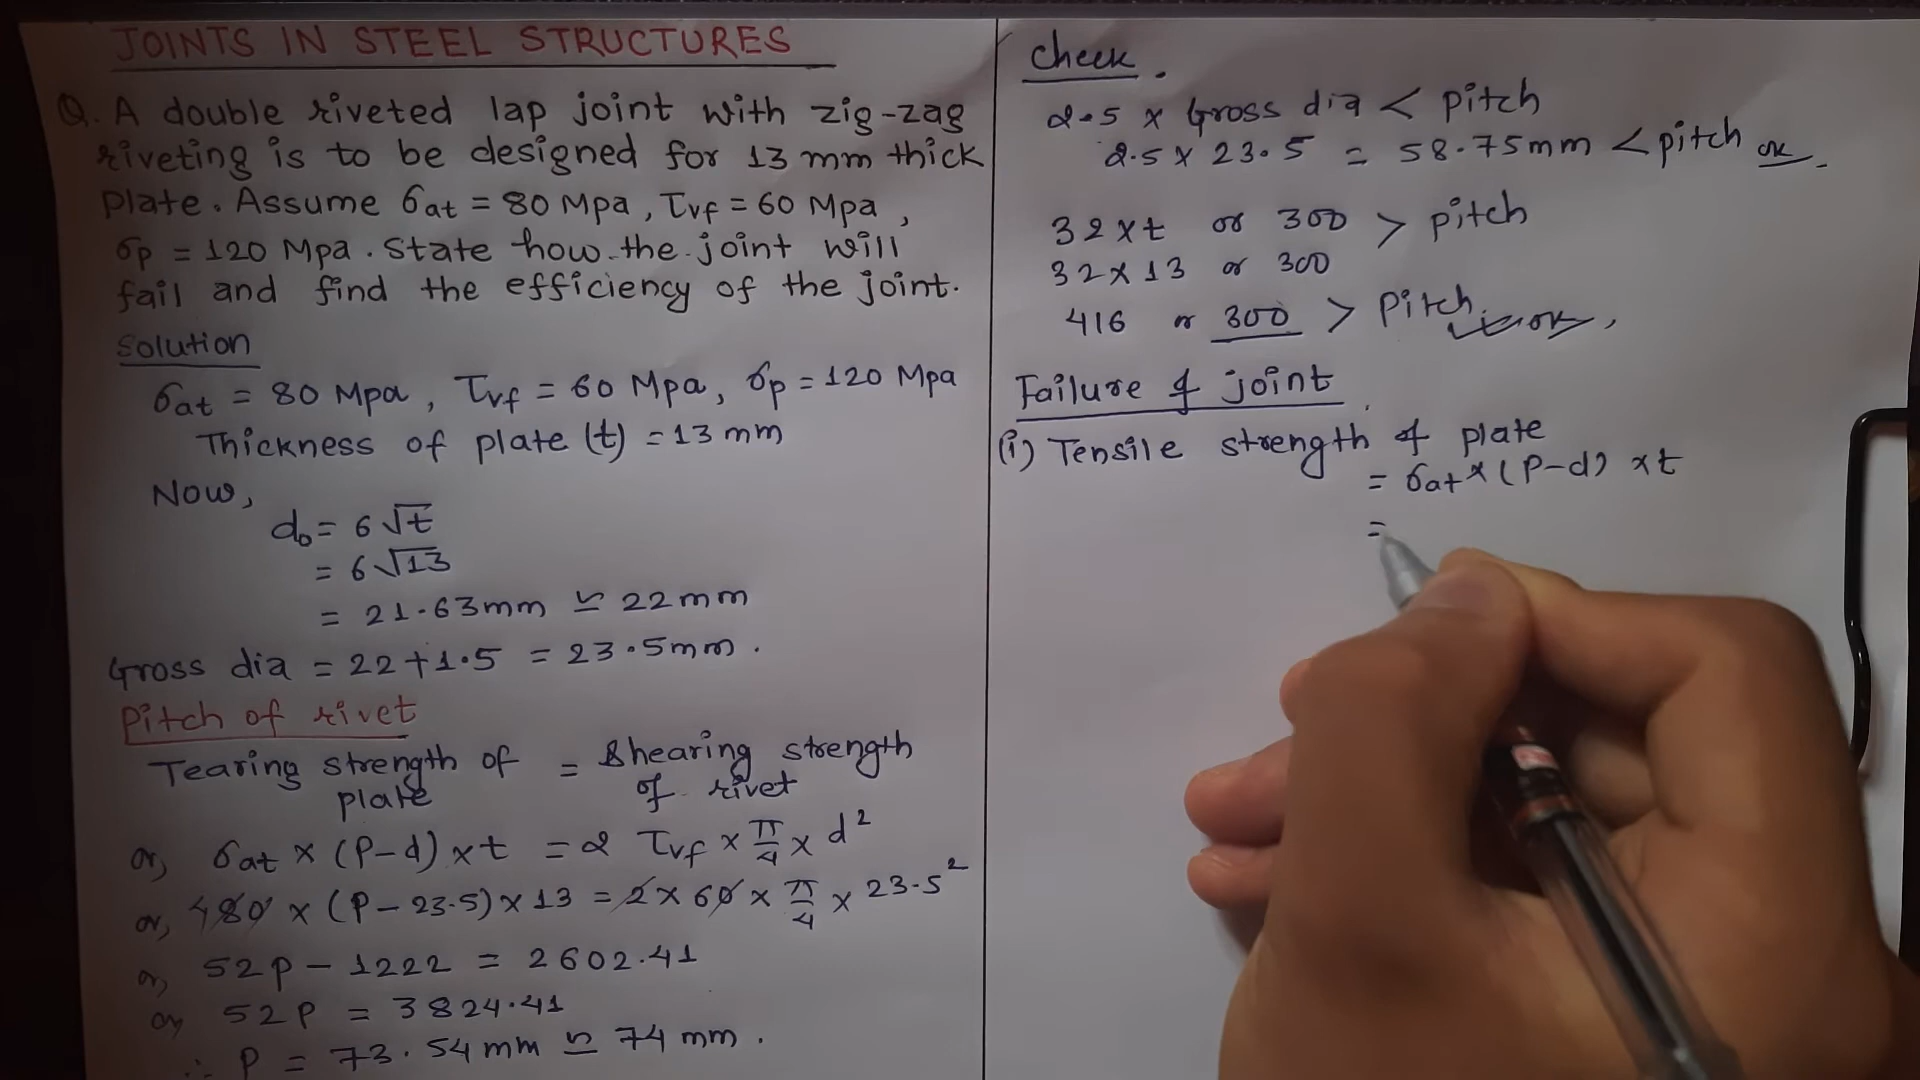 JOINTS IN STEEL STRUCTURES
Q. A double riveted lap joint with zig-zag
riveting is to be designed for 13 mm thick
plate. Assume σat = 80 Mpa, τvf = 60 Mpa,
σp = 120 Mpa. State how the joint will
fail and find the efficiency of the joint.
Solution
σat = 80 Mpa, τvf = 60 Mpa, σp = 120 Mpa
Thickness of plate (t) = 13 mm
Now,
d₀ = 6√t
= 6√13
= 21.63mm ≃ 22mm
Gross dia = 22+1.5 = 23.5mm.
Pitch of rivet
Tearing strength of plate = Shearing strength of rivet
or, σat × (P-d) × t = 2 τvf × π/4 × d²
or, 480 × (P-23.5) × 13 = 2 × 60 × π/4 × 23.5²
or, 52P - 1222 = 2602.41
or, 52P = 3824.41
∴ P = 73.54mm ≃ 74 mm.
Check.
2.5 × Gross dia < pitch
2.5 × 23.5 = 58.75mm < pitch ok.
32×t or 300 > pitch
32×13 or 300
416 or 300 > Pitch ok,
Failure of joint
(i) Tensile strength of plate
= σat × (P-d) × t
=